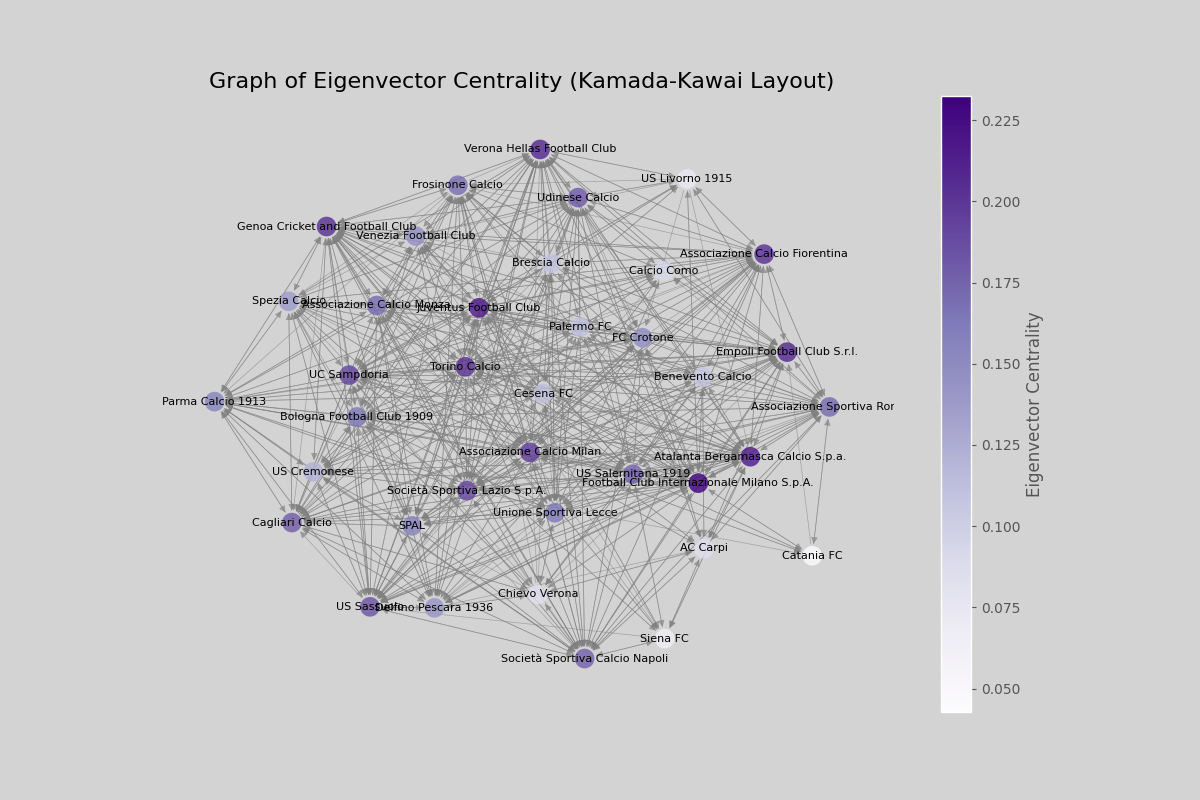 Graph of Eigenvector Centrality (Kamada-Kawai Layout)
Verona Hellas Football Club
US Livorno 1915
Frosinone Calcio
Udinese Calcio
Genoa Cricket and Football Club
Venezia Football Club
Associazione Calcio Fiorentina
Brescia Calcio
Calcio Como
Spezia Calcio
Associazione Calcio Monza
Juventus Football Club
Palermo FC
FC Crotone
Empoli Football Club S.r.l.
Torino Calcio
UC Sampdoria
Benevento Calcio
Cesena FC
Parma Calcio 1913
Associazione Sportiva Ror
Bologna Football Club 1909
Associazione Calcio Milan
Atalanta Bergamasca Calcio S.p.a.
US Cremonese
US Salernitana 1919
Football Club Internazionale Milano S.p.A.
Società Sportiva Lazio S.p.A.
Unione Sportiva Lecce
Cagliari Calcio
SPAL
AC Carpi
Catania FC
Chievo Verona
US Sassuolo
Delfino Pescara 1936
Siena FC
Società Sportiva Calcio Napoli
0.225
0.200
0.175
0.150
0.125
0.100
0.075
0.050
Eigenvector Centrality